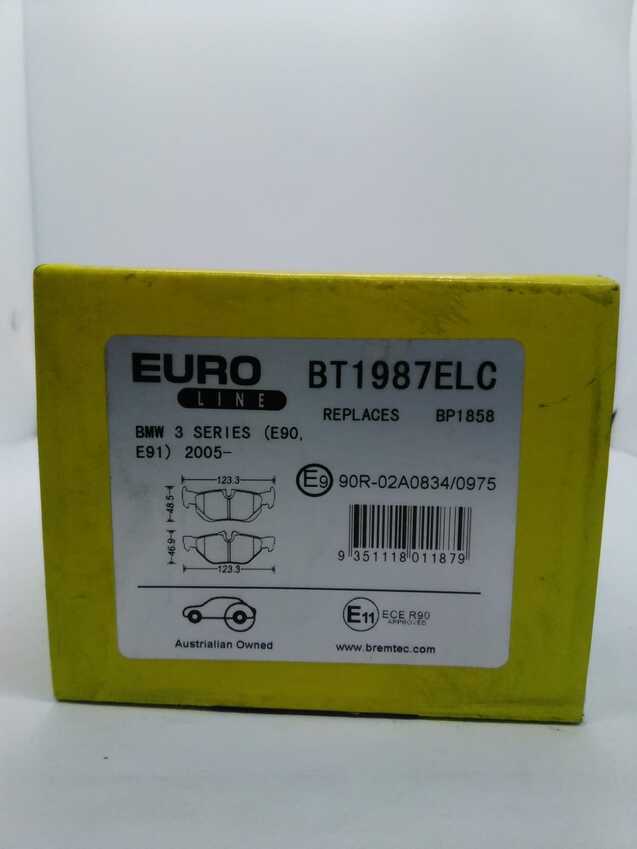 EURO
LINE
BT1987ELC
REPLACES BP1858
BMW 3 SERIES (E90,
E91) 2005-
E9 90R-02A0834/0975
123.3
48.5
46.9
123.3
9 351118 011879
Austrialian Owned
E11 ECE R90
APPROVED
www.bremtec.com